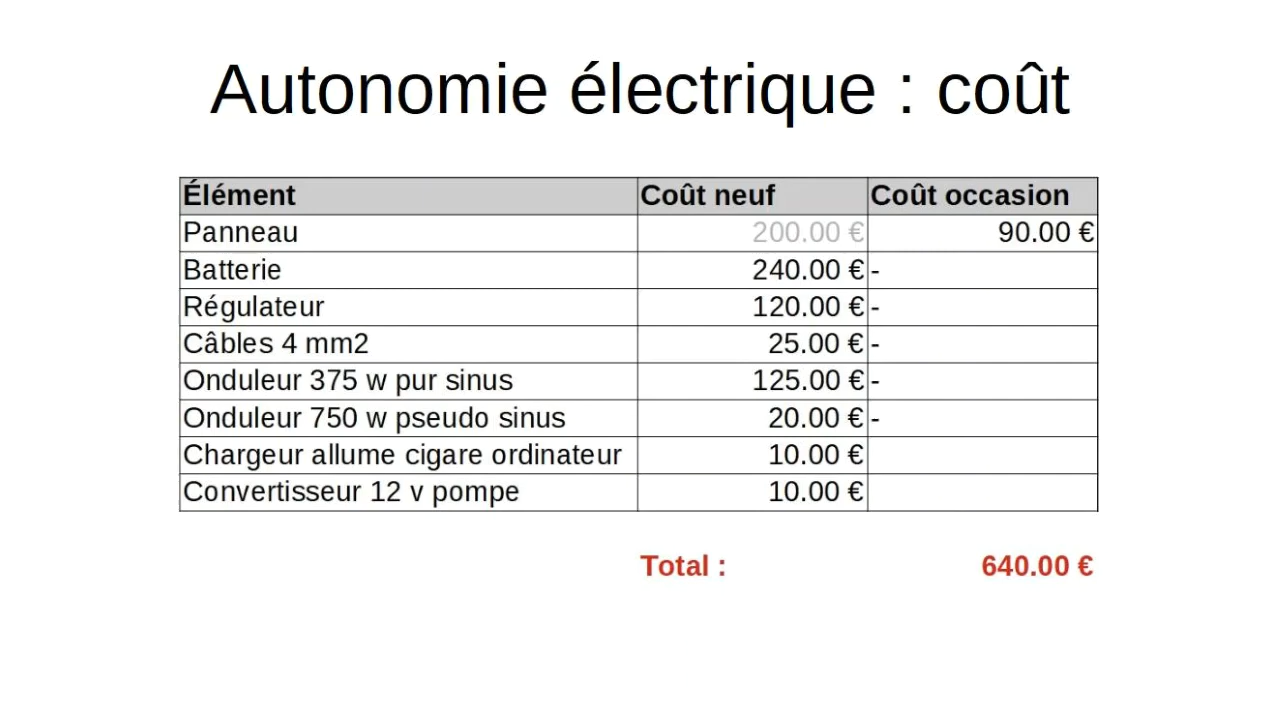 Autonomie électrique : coût
Élément Coût neuf Coût occasion
Panneau 200.00 € 90.00 €
Batterie 240.00 € -
Régulateur 120.00 € -
Câbles 4 mm2 25.00 € -
Onduleur 375 w pur sinus 125.00 € -
Onduleur 750 w pseudo sinus 20.00 € -
Chargeur allume cigare ordinateur 10.00 €
Convertisseur 12 v pompe 10.00 €
Total : 640.00 €